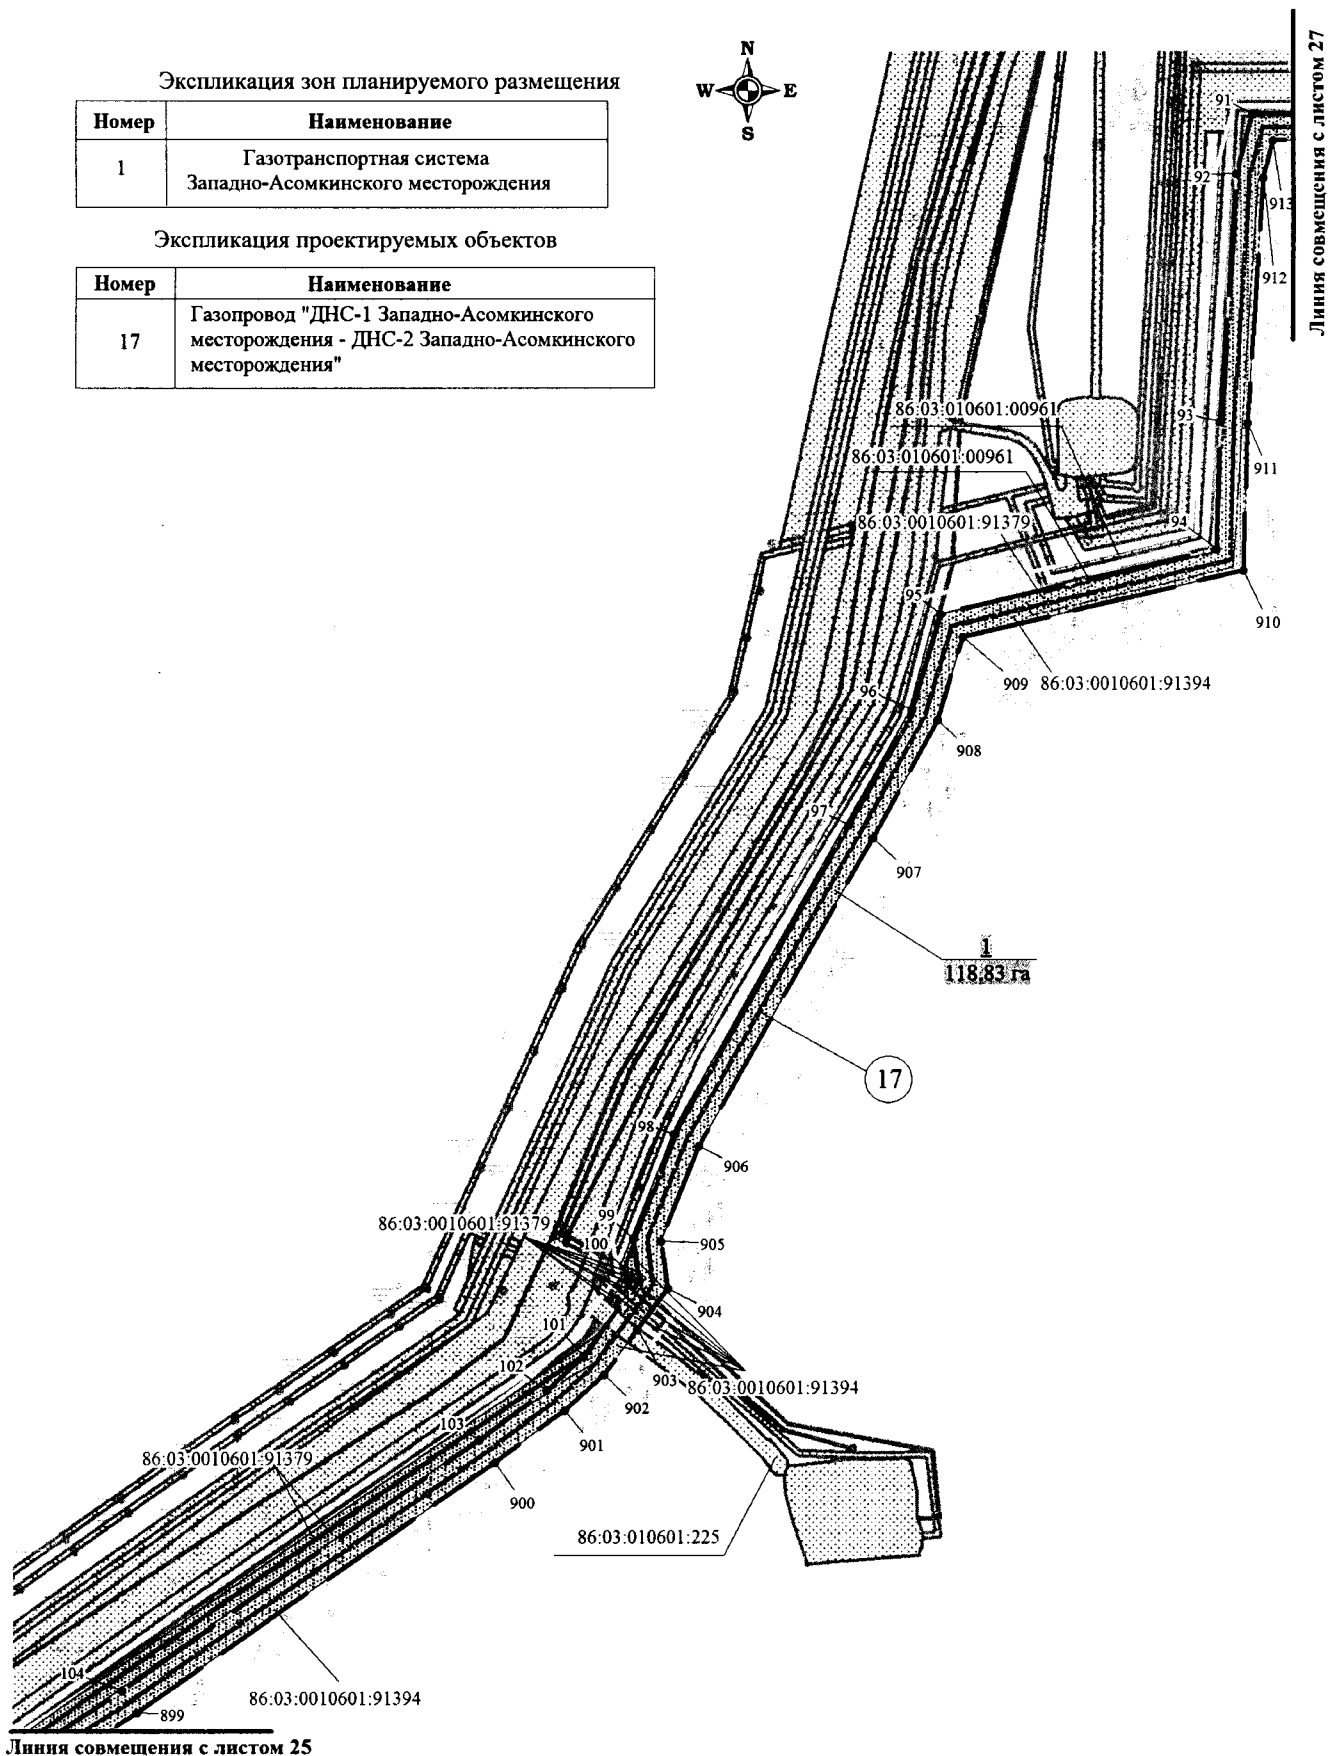 Экспликация зон планируемого размещения
Номер Наименование
1 Газотранспортная система
Западно-Асомкинского месторождения
Экспликация проектируемых объектов
Номер Наименование
17 Газопровод "ДНС-1 Западно-Асомкинского
месторождения - ДНС-2 Западно-Асомкинского
месторождения"
N
W E
S
Линия совмещения с листом 27
91
92
913
912
86:03:010601:00961
93
86:03:010601:00961
911
86:03:0010601:91379
94
95
910
909
86:03:0010601:91394
96
908
97
907
1
118,83 га
17
98
906
86:03:0010601:91379
99
100
905
904
101
102
903
86:03:0010601:91394
902
103
901
86:03:0010601:91379
900
86:03:010601:225
104
86:03:0010601:91394
899
Линия совмещения с листом 25